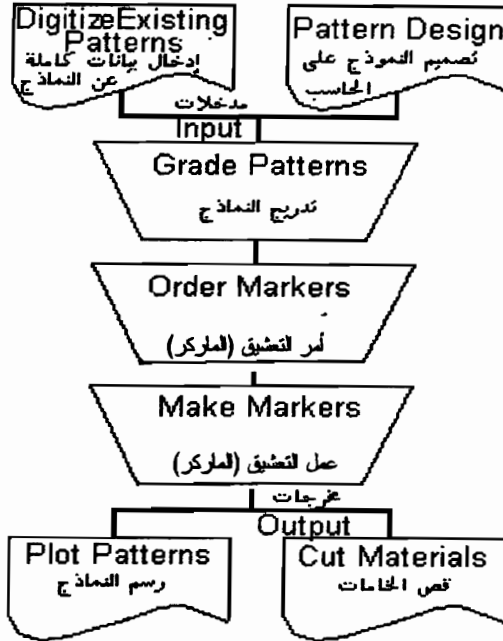 DigitizeExisting
Patterns
إدخال بيانات كاملة
عن النماذج
Pattern Design
تصميم النموذج على
الحاسب
مدخلات
Input
Grade Patterns
تدريج النماذج
Order Markers
أمر التعشيق (الماركر)
Make Markers
عمل التعشيق (الماركر)
مخرجات
Output
Plot Patterns
رسم النماذج
Cut Materials
قص الخامات